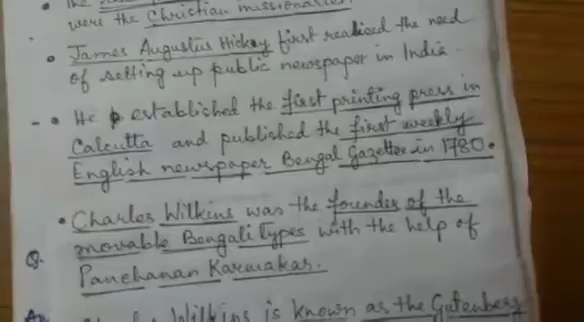 were the Christian missionaries.
• James Augustus Hickey first realised the need
of setting up public newspaper in India.
- • He established the first printing press in
Calcutta and published the first weekly
English newspaper Bengal Gazette in 1780.
• Charles Wilkins was the founder of the
movable Bengali Types with the help of
Q. Panchanan Karmakar.
Wilkins is known as the Gutenberg